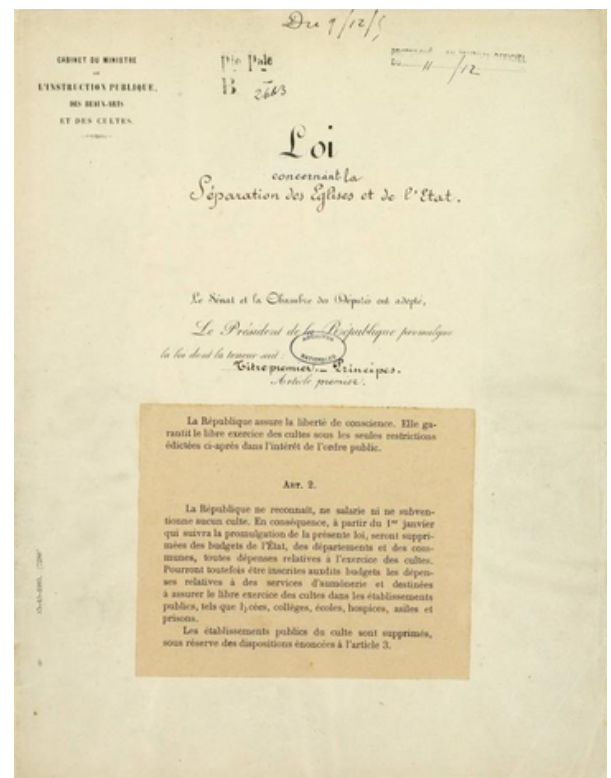 Du 9/12/5
CABINET DU MINISTRE
DE
L'INSTRUCTION PUBLIQUE,
DES BEAUX-ARTS
ET DES CULTES.
B 2663
OFFICIEL
DU 11/12
Loi
concernant la
Séparation des Eglises et de l'Etat.
Le Sénat et la Chambre des Députés ont adopté,
Le Président de la République promulgue
la loi dont la teneur suit :
ARCHIVES
NATIONALES
Titre premier. – Principes.
Article premier.
La République assure la liberté de conscience. Elle ga-
rantit le libre exercice des cultes sous les seules restrictions
édictées ci-après dans l'intérêt de l'ordre public.
ART. 2.
La République ne reconnaît, ne salarie ni ne subven-
tionne aucun culte. En conséquence, à partir du 1er janvier
qui suivra la promulgation de la présente loi, seront suppri-
mées des budgets de l'État, des départements et des com-
munes, toutes dépenses relatives à l'exercice des cultes.
Pourront toutefois être inscrites auxdits budgets les dépen-
ses relatives à des services d'aumônerie et destinées
à assurer le libre exercice des cultes dans les établissements
publics, tels que lycées, collèges, écoles, hospices, asiles et
prisons.
Les établissements publics du culte sont supprimés,
sous réserve des dispositions énoncées à l'article 3.